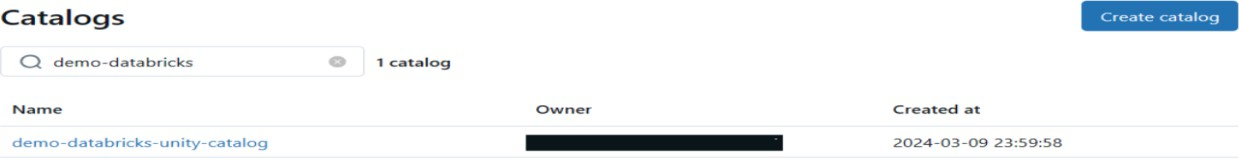 Catalogs
Create catalog
demo-databricks
1 catalog
Name Owner Created at
demo-databricks-unity-catalog 2024-03-09 23:59:58